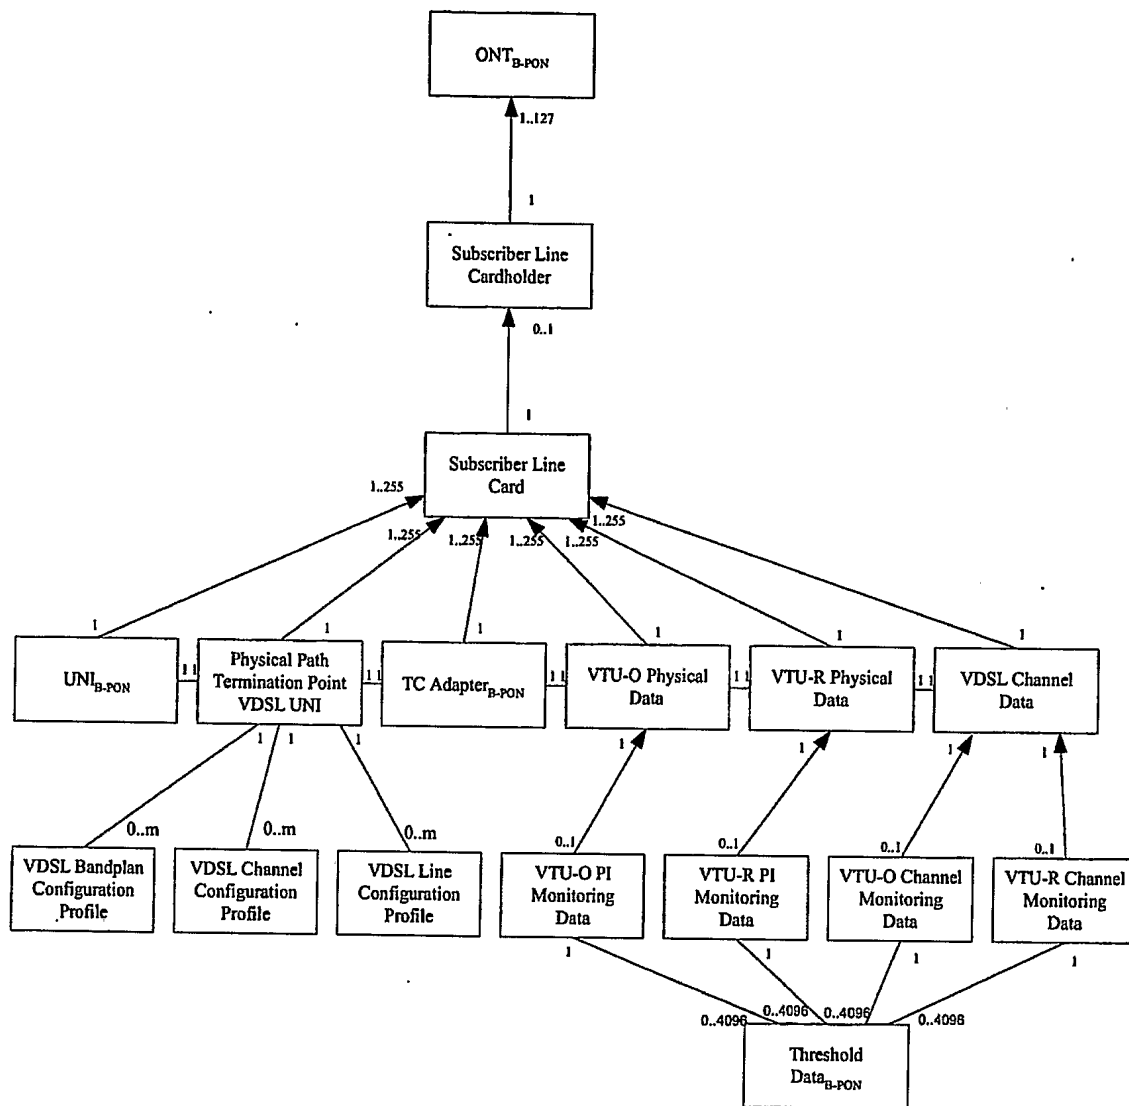 ONTB-PON
1..127
1
Subscriber Line
Cardholder
0..1
1
Subscriber Line
Card
1..255
1..255
1..255
1..255
1..255
1..255
1
1
1
1
1
1
UNIB-PON
1 1
Physical Path
Termination Point
VDSL UNI
1 1
TC AdapterB-PON
1 1
VTU-O Physical
Data
1 1
VTU-R Physical
Data
1 1
VDSL Channel
Data
1
1
1
1
1
1
1
0..m
0..m
0..m
0..1
0..1
0..1
0..1
VDSL Bandplan
Configuration
Profile
VDSL Channel
Configuration
Profile
VDSL Line
Configuration
Profile
VTU-O PI
Monitoring
Data
VTU-R PI
Monitoring
Data
VTU-O Channel
Monitoring
Data
VTU-R Channel
Monitoring
Data
1
1
1
1
0..4096
0..4096
0..4096
0..4096
Threshold
DataB-PON